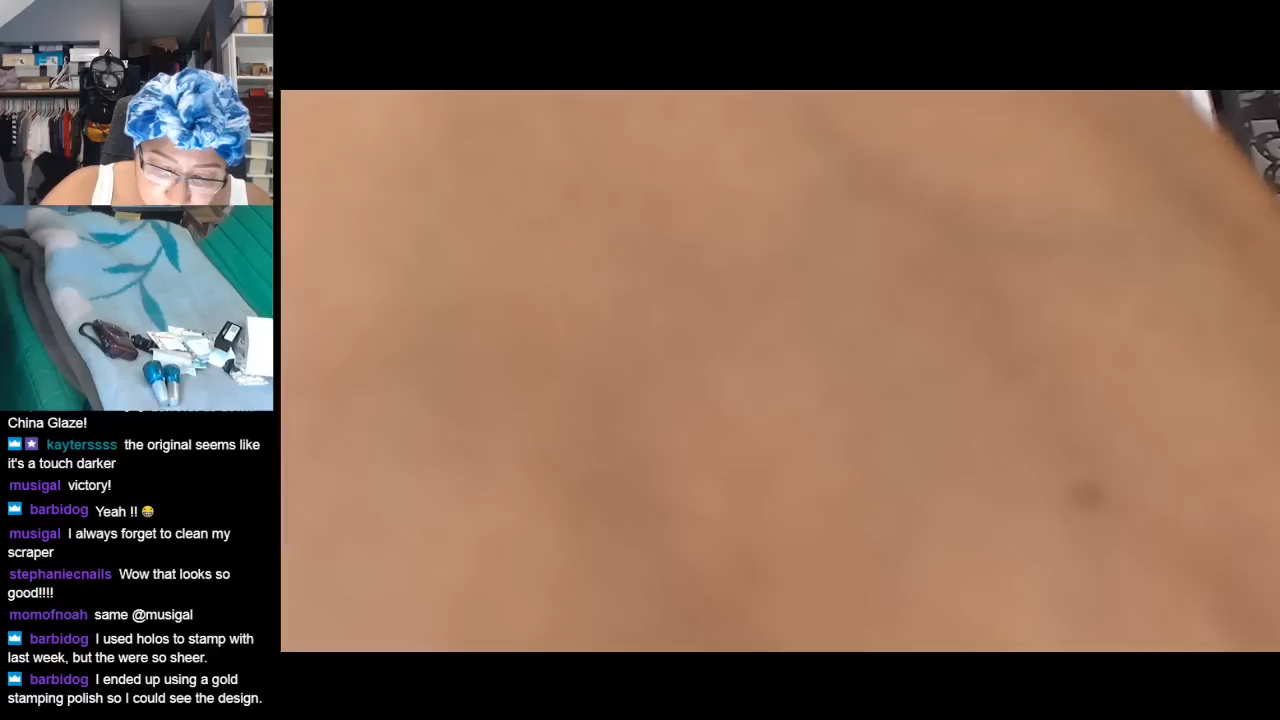 China Glaze!
kayterssss the original seems like
it's a touch darker
musigal victory!
barbidog Yeah !! 😂
musigal I always forget to clean my
scraper
stephaniecnails Wow that looks so
good!!!!
momofnoah same @musigal
barbidog I used holos to stamp with
last week, but the were so sheer.
barbidog I ended up using a gold
stamping polish so I could see the design.